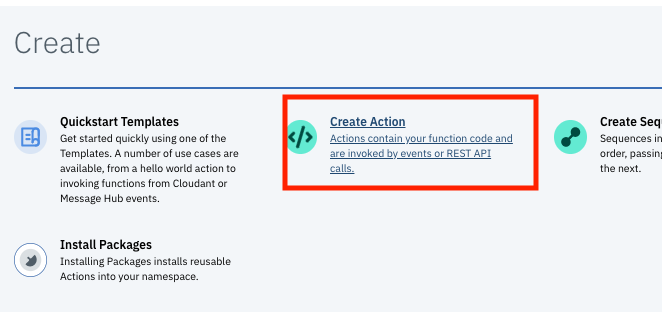 Create
Quickstart Templates
Get started quickly using one of the
Templates. A number of use cases are
available, from a hello world action to
invoking functions from Cloudant or
Message Hub events.
Create Action
Actions contain your function code and
are invoked by events or REST API
calls.
Create Sequ
Sequences in
order, passing
the next.
Install Packages
Installing Packages installs reusable
Actions into your namespace.